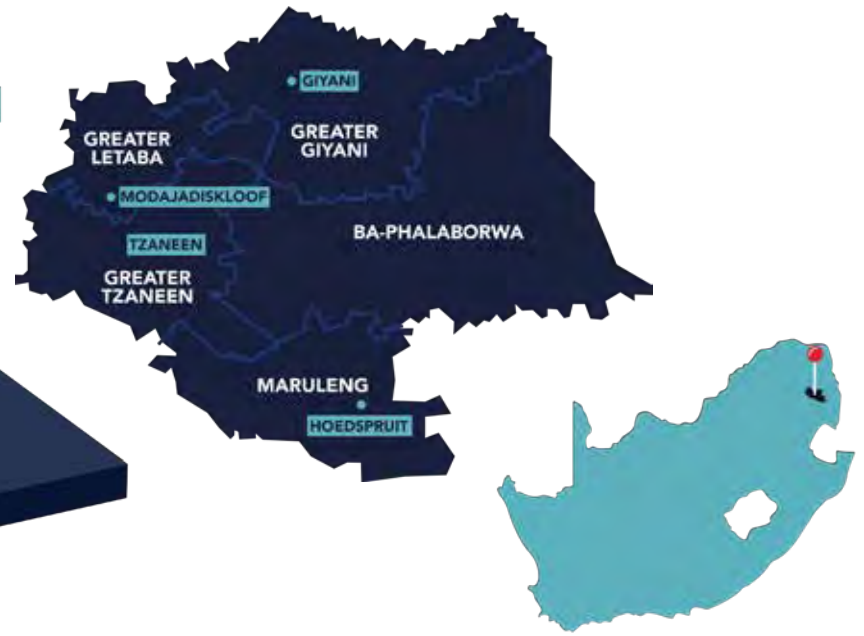 GIYANI
GREATER
LETABA
GREATER
GIYANI
MODAJADISKLOOF
BA-PHALABORWA
TZANEEN
GREATER
TZANEEN
MARULENG
HOEDSPRUIT